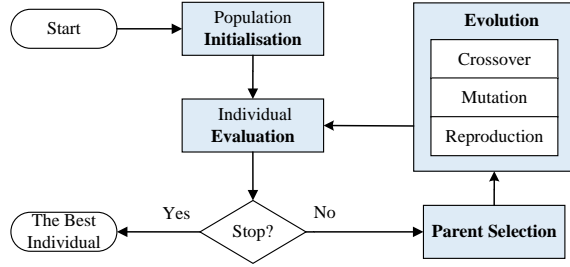 Start
Population
Initialisation
Individual
Evaluation
Stop?
Yes
The Best
Individual
No
Parent Selection
Evolution
Crossover
Mutation
Reproduction